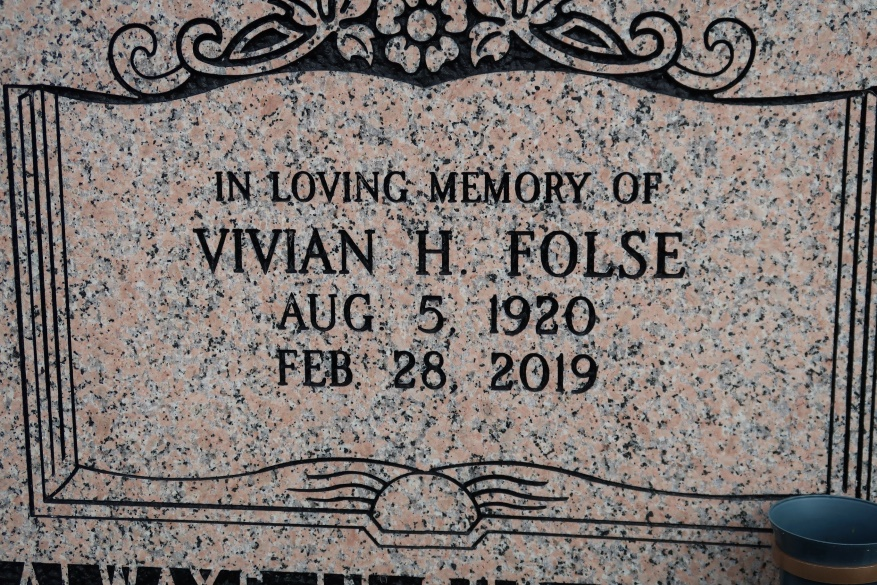 IN LOVING MEMORY OF
VIVIAN H. FOLSE
AUG 5, 1920
FEB 28, 2019